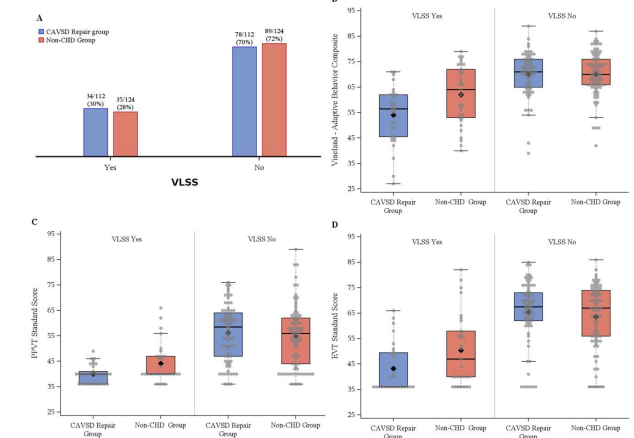 A
CAVSD Repair group
Non-CHD Group
34/112
(30%)
35/124
(28%)
78/112
(70%)
89/124
(72%)
Yes
No
VLSS
B
Vineland - Adaptive Behavior Composite
95
85
75
65
55
45
35
25
VLSS Yes
VLSS No
CAVSD Repair
Group
Non-CHD Group
CAVSD Repair
Group
Non-CHD Group
C
PPVT Standard Score
95
85
75
65
55
45
35
25
VLSS Yes
VLSS No
CAVSD Repair
Group
Non-CHD Group
CAVSD Repair
Group
Non-CHD Group
D
EVT Standard Score
95
85
75
65
55
45
35
25
VLSS Yes
VLSS No
CAVSD Repair
Group
Non-CHD Group
CAVSD Repair
Group
Non-CHD Group